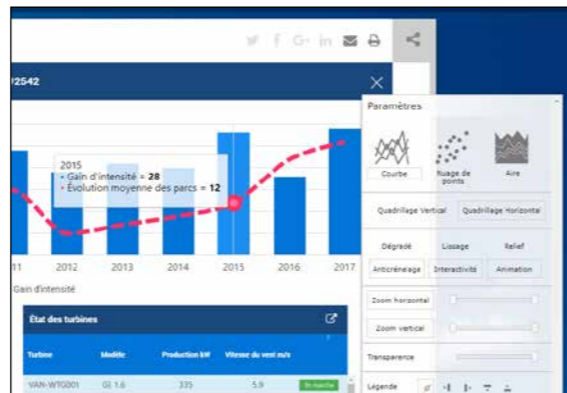 #2542
Paramètres
2015
- Gain d'intensité = 28
- Évolution moyenne des parcs = 12
Courbe
Nuage de
points
Aire
Quadrillage Vertical
Quadrillage Horizontal
Dégradé
Lissage
Relief
11 2012 2013 2014 2015 2016 2017
Anticrénelage
Interactivité
Animation
Gain d'intensité
Zoom horizontal
État des turbines
Zoom vertical
Turbine Modèle Production kW Vitesse du vent m/s
Transparence
VAN-WTG001 GE 1.6 335 5.9 En marche
Légende